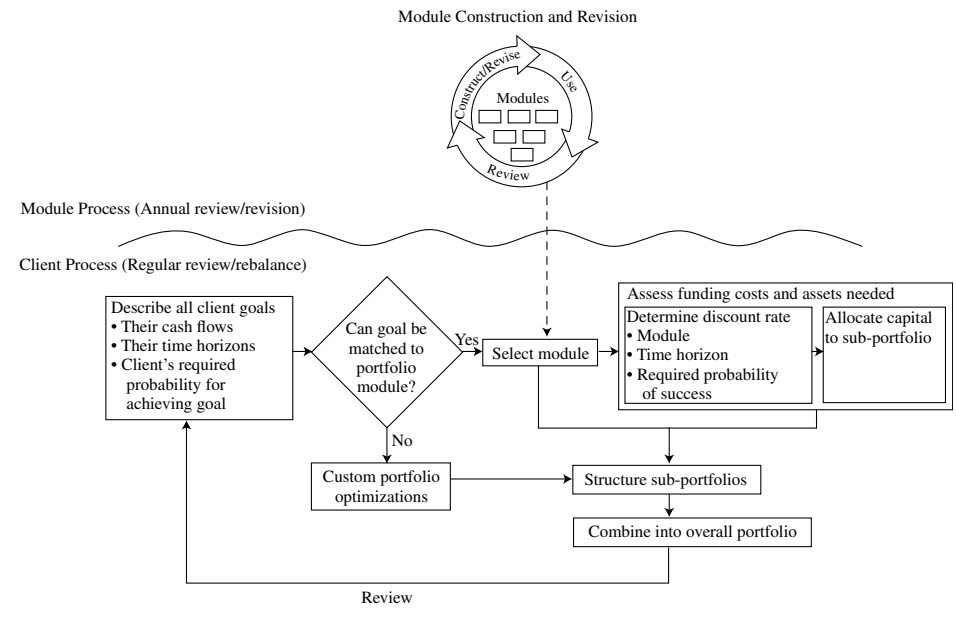 Module Construction and Revision
Construct/Revise
Use
Modules
Review
Module Process (Annual review/revision)
Client Process (Regular review/rebalance)
Describe all client goals
• Their cash flows
• Their time horizons
• Client's required
probability for
achieving goal
Can goal be
matched to
portfolio
module?
Yes
No
Select module
Assess funding costs and assets needed
Determine discount rate
• Module
• Time horizon
• Required probability
of success
Allocate capital
to sub-portfolio
Custom portfolio
optimizations
Structure sub-portfolios
Combine into overall portfolio
Review